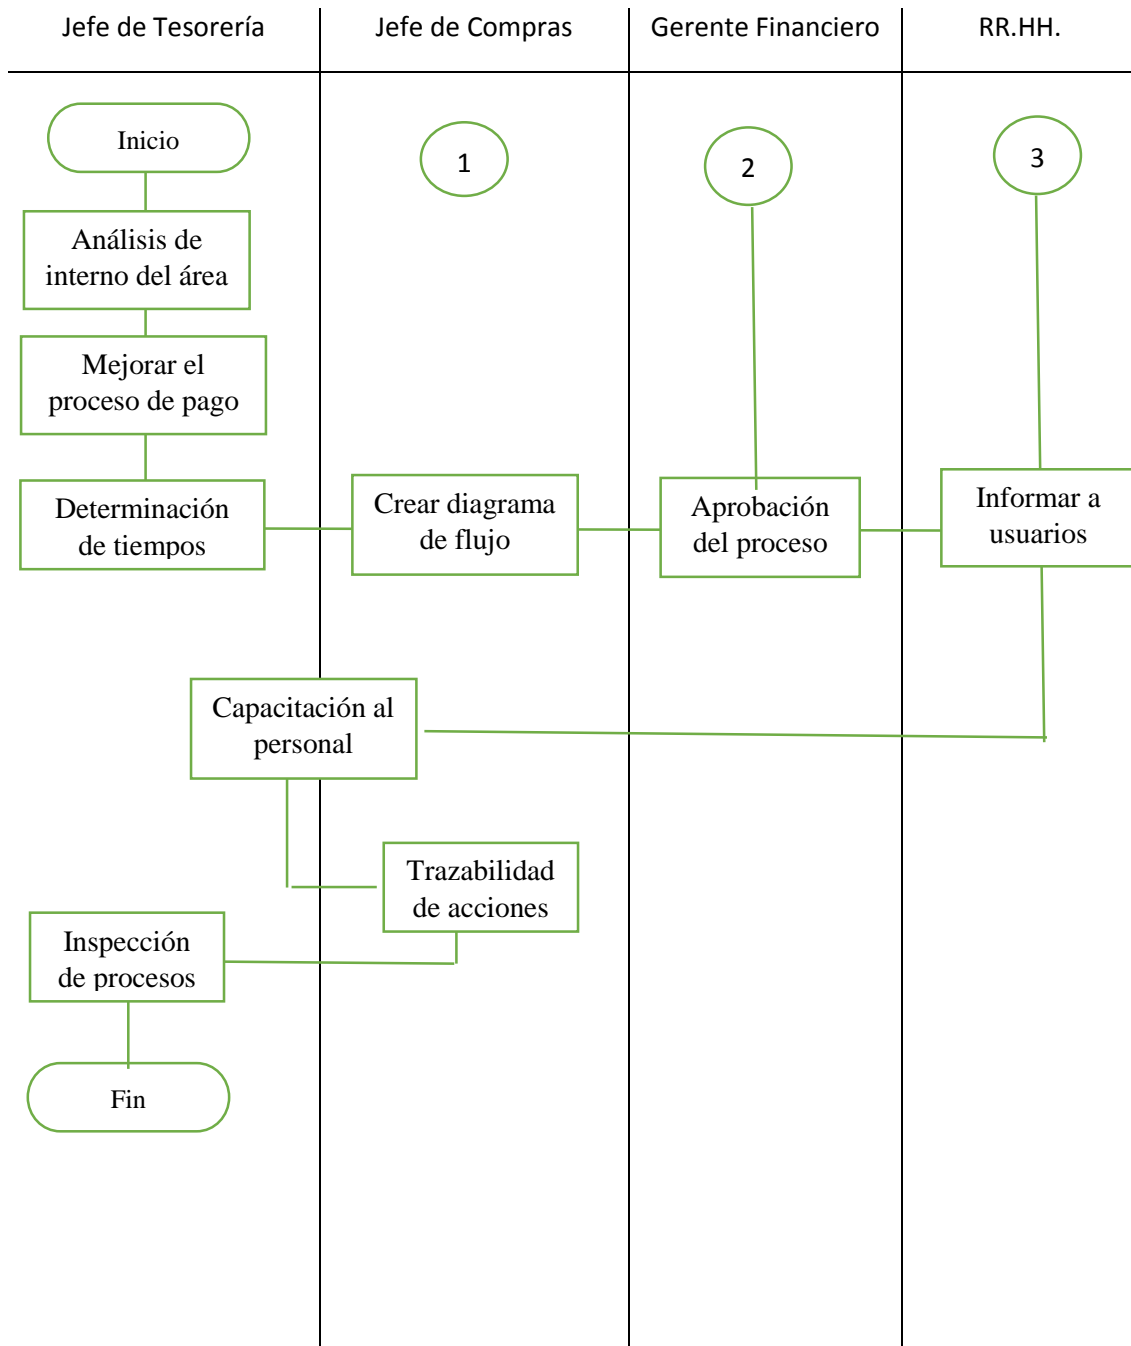 Jefe de Tesorería
Jefe de Compras
Gerente Financiero
RR.HH.
Inicio
1
2
3
Análisis de
interno del área
Mejorar el
proceso de pago
Determinación
de tiempos
Crear diagrama
de flujo
Aprobación
del proceso
Informar a
usuarios
Capacitación al
personal
Trazabilidad
de acciones
Inspección
de procesos
Fin